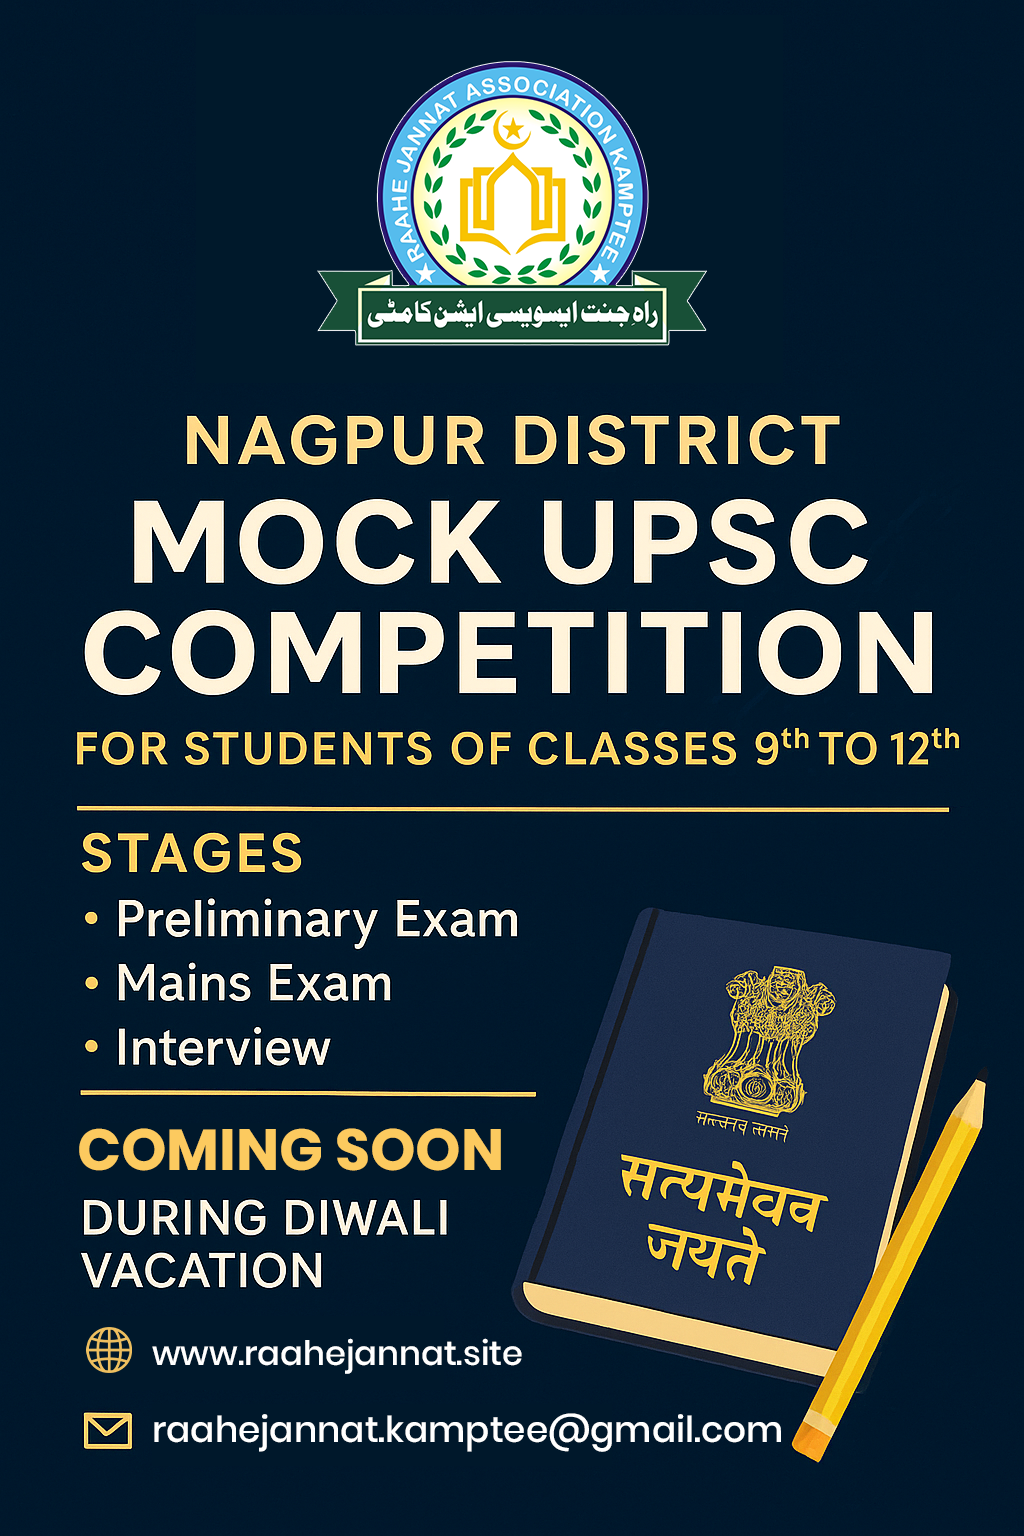 RAAHE JANNAT ASSOCIATION KAMPTEE
راہِ جنت ایسویسی ایشن کامٹی
NAGPUR DISTRICT
MOCK UPSC
COMPETITION
FOR STUDENTS OF CLASSES 9th TO 12th
STAGES
• Preliminary Exam
• Mains Exam
• Interview
सत्यमेवव
जयते
COMING SOON
DURING DIWALI
VACATION
www.raahejannat.site
raahejannat.kamptee@gmail.com